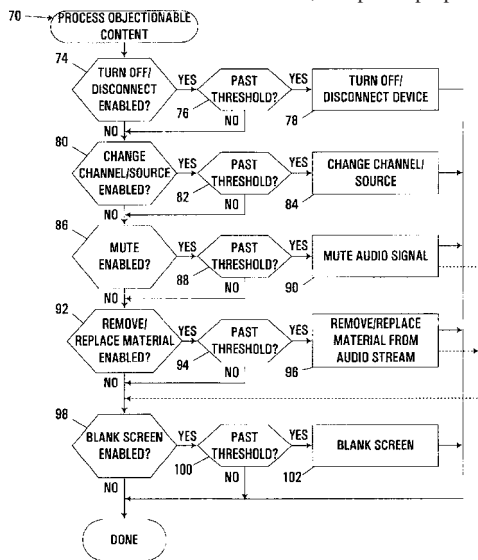 70
PROCESS OBJECTIONABLE
CONTENT
74
TURN OFF/
DISCONNECT
ENABLED?
YES
NO
76
PAST
THRESHOLD?
YES
NO
78
TURN OFF/
DISCONNECT DEVICE
80
CHANGE
CHANNEL/SOURCE
ENABLED?
YES
NO
82
PAST
THRESHOLD?
YES
NO
84
CHANGE CHANNEL/
SOURCE
86
MUTE
ENABLED?
YES
NO
88
PAST
THRESHOLD?
YES
NO
90
MUTE AUDIO SIGNAL
92
REMOVE/
REPLACE MATERIAL
ENABLED?
YES
NO
94
PAST
THRESHOLD?
YES
NO
96
REMOVE/REPLACE
MATERIAL FROM
AUDIO STREAM
98
BLANK SCREEN
ENABLED?
YES
NO
100
PAST
THRESHOLD?
YES
NO
102
BLANK SCREEN
DONE